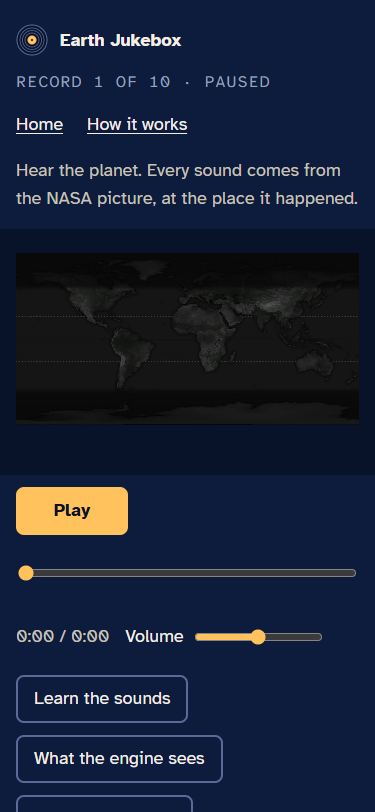 Earth Jukebox
RECORD 1 OF 10 · PAUSED
Home How it works
Hear the planet. Every sound comes from
the NASA picture, at the place it happened.
Play
0:00 / 0:00 Volume
Learn the sounds
What the engine sees